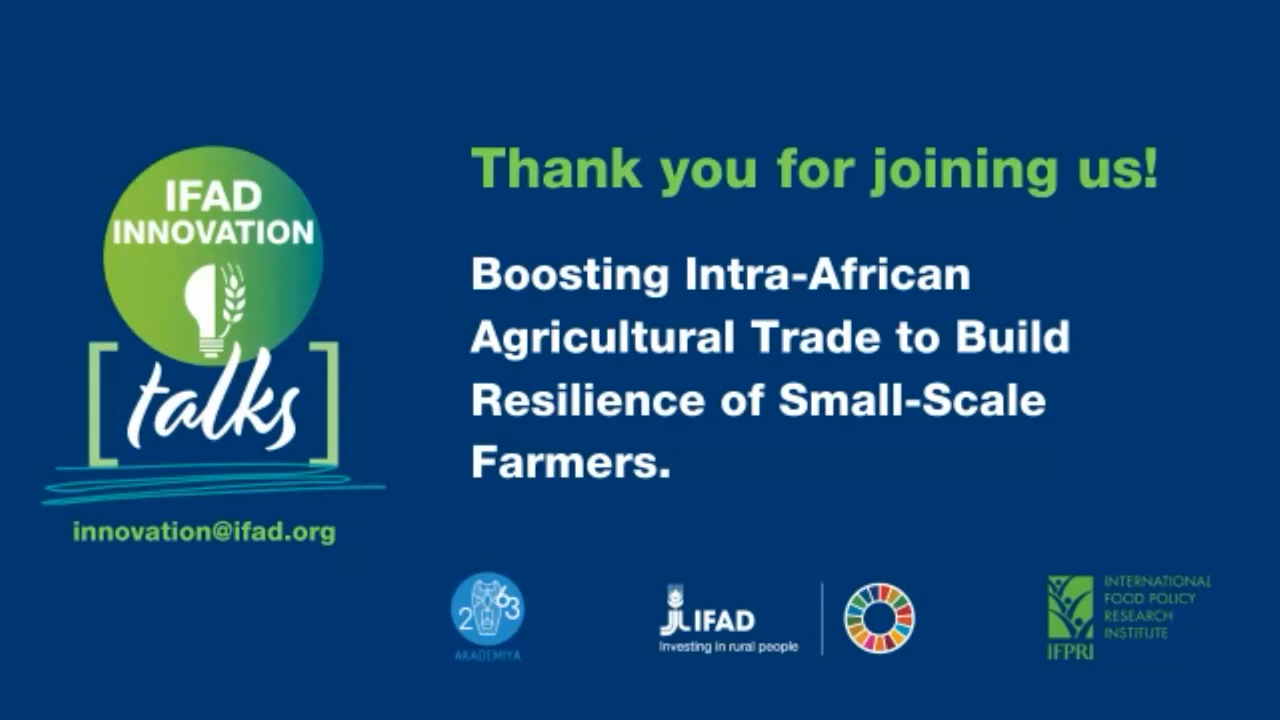 IFAD
INNOVATION
talks
innovation@ifad.org
Thank you for joining us!
Boosting Intra-African
Agricultural Trade to Build
Resilience of Small-Scale
Farmers.
2063
AKADEMIYA
IFAD
Investing in rural people
IFPRI
INTERNATIONAL
FOOD POLICY
RESEARCH
INSTITUTE